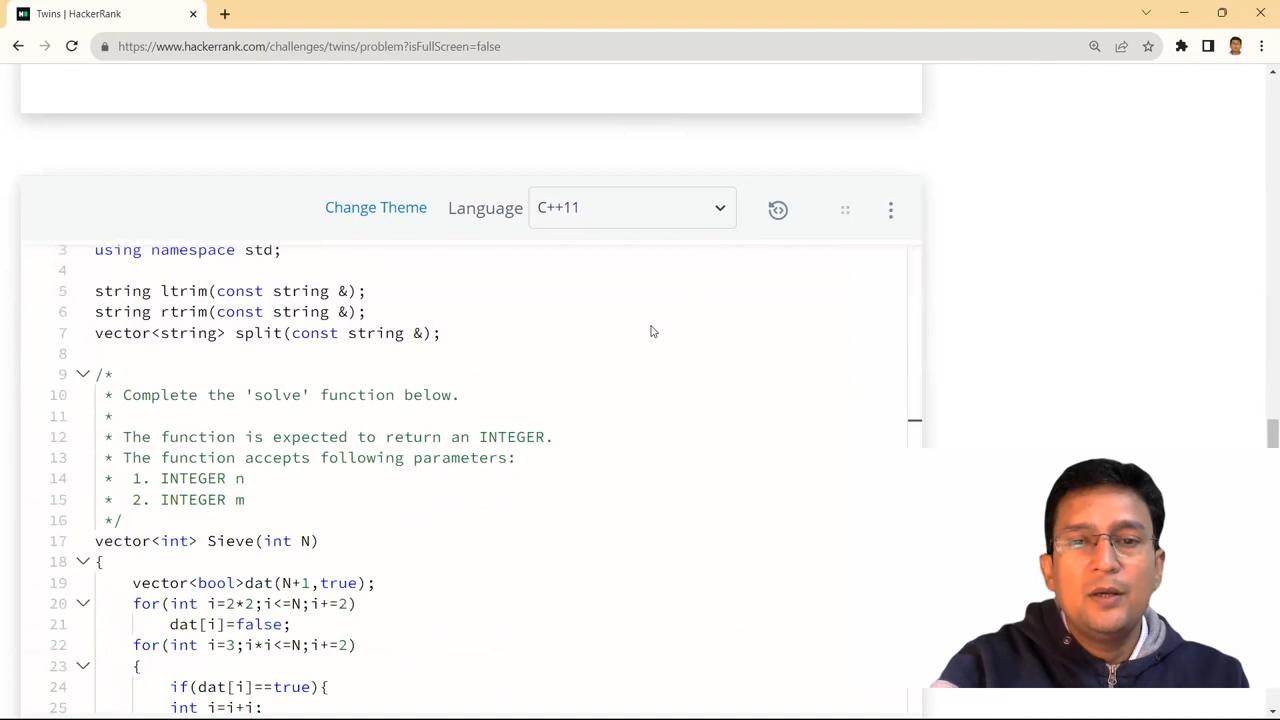 Twins | HackerRank
https://www.hackerrank.com/challenges/twins/problem?isFullScreen=false
Change Theme
Language
C++11
3 using namespace std;
4
5 string ltrim(const string &);
6 string rtrim(const string &);
7 vector<string> split(const string &);
8
9 /*
10 * Complete the 'solve' function below.
11 *
12 * The function is expected to return an INTEGER.
13 * The function accepts following parameters:
14 * 1. INTEGER n
15 * 2. INTEGER m
16 */
17 vector<int> Sieve(int N)
18 {
19 vector<bool>dat(N+1,true);
20 for(int i=2*2;i<=N;i+=2)
21 dat[i]=false;
22 for(int i=3;i*i<=N;i+=2)
23 {
24 if(dat[i]==true){
25 int i=i+i;